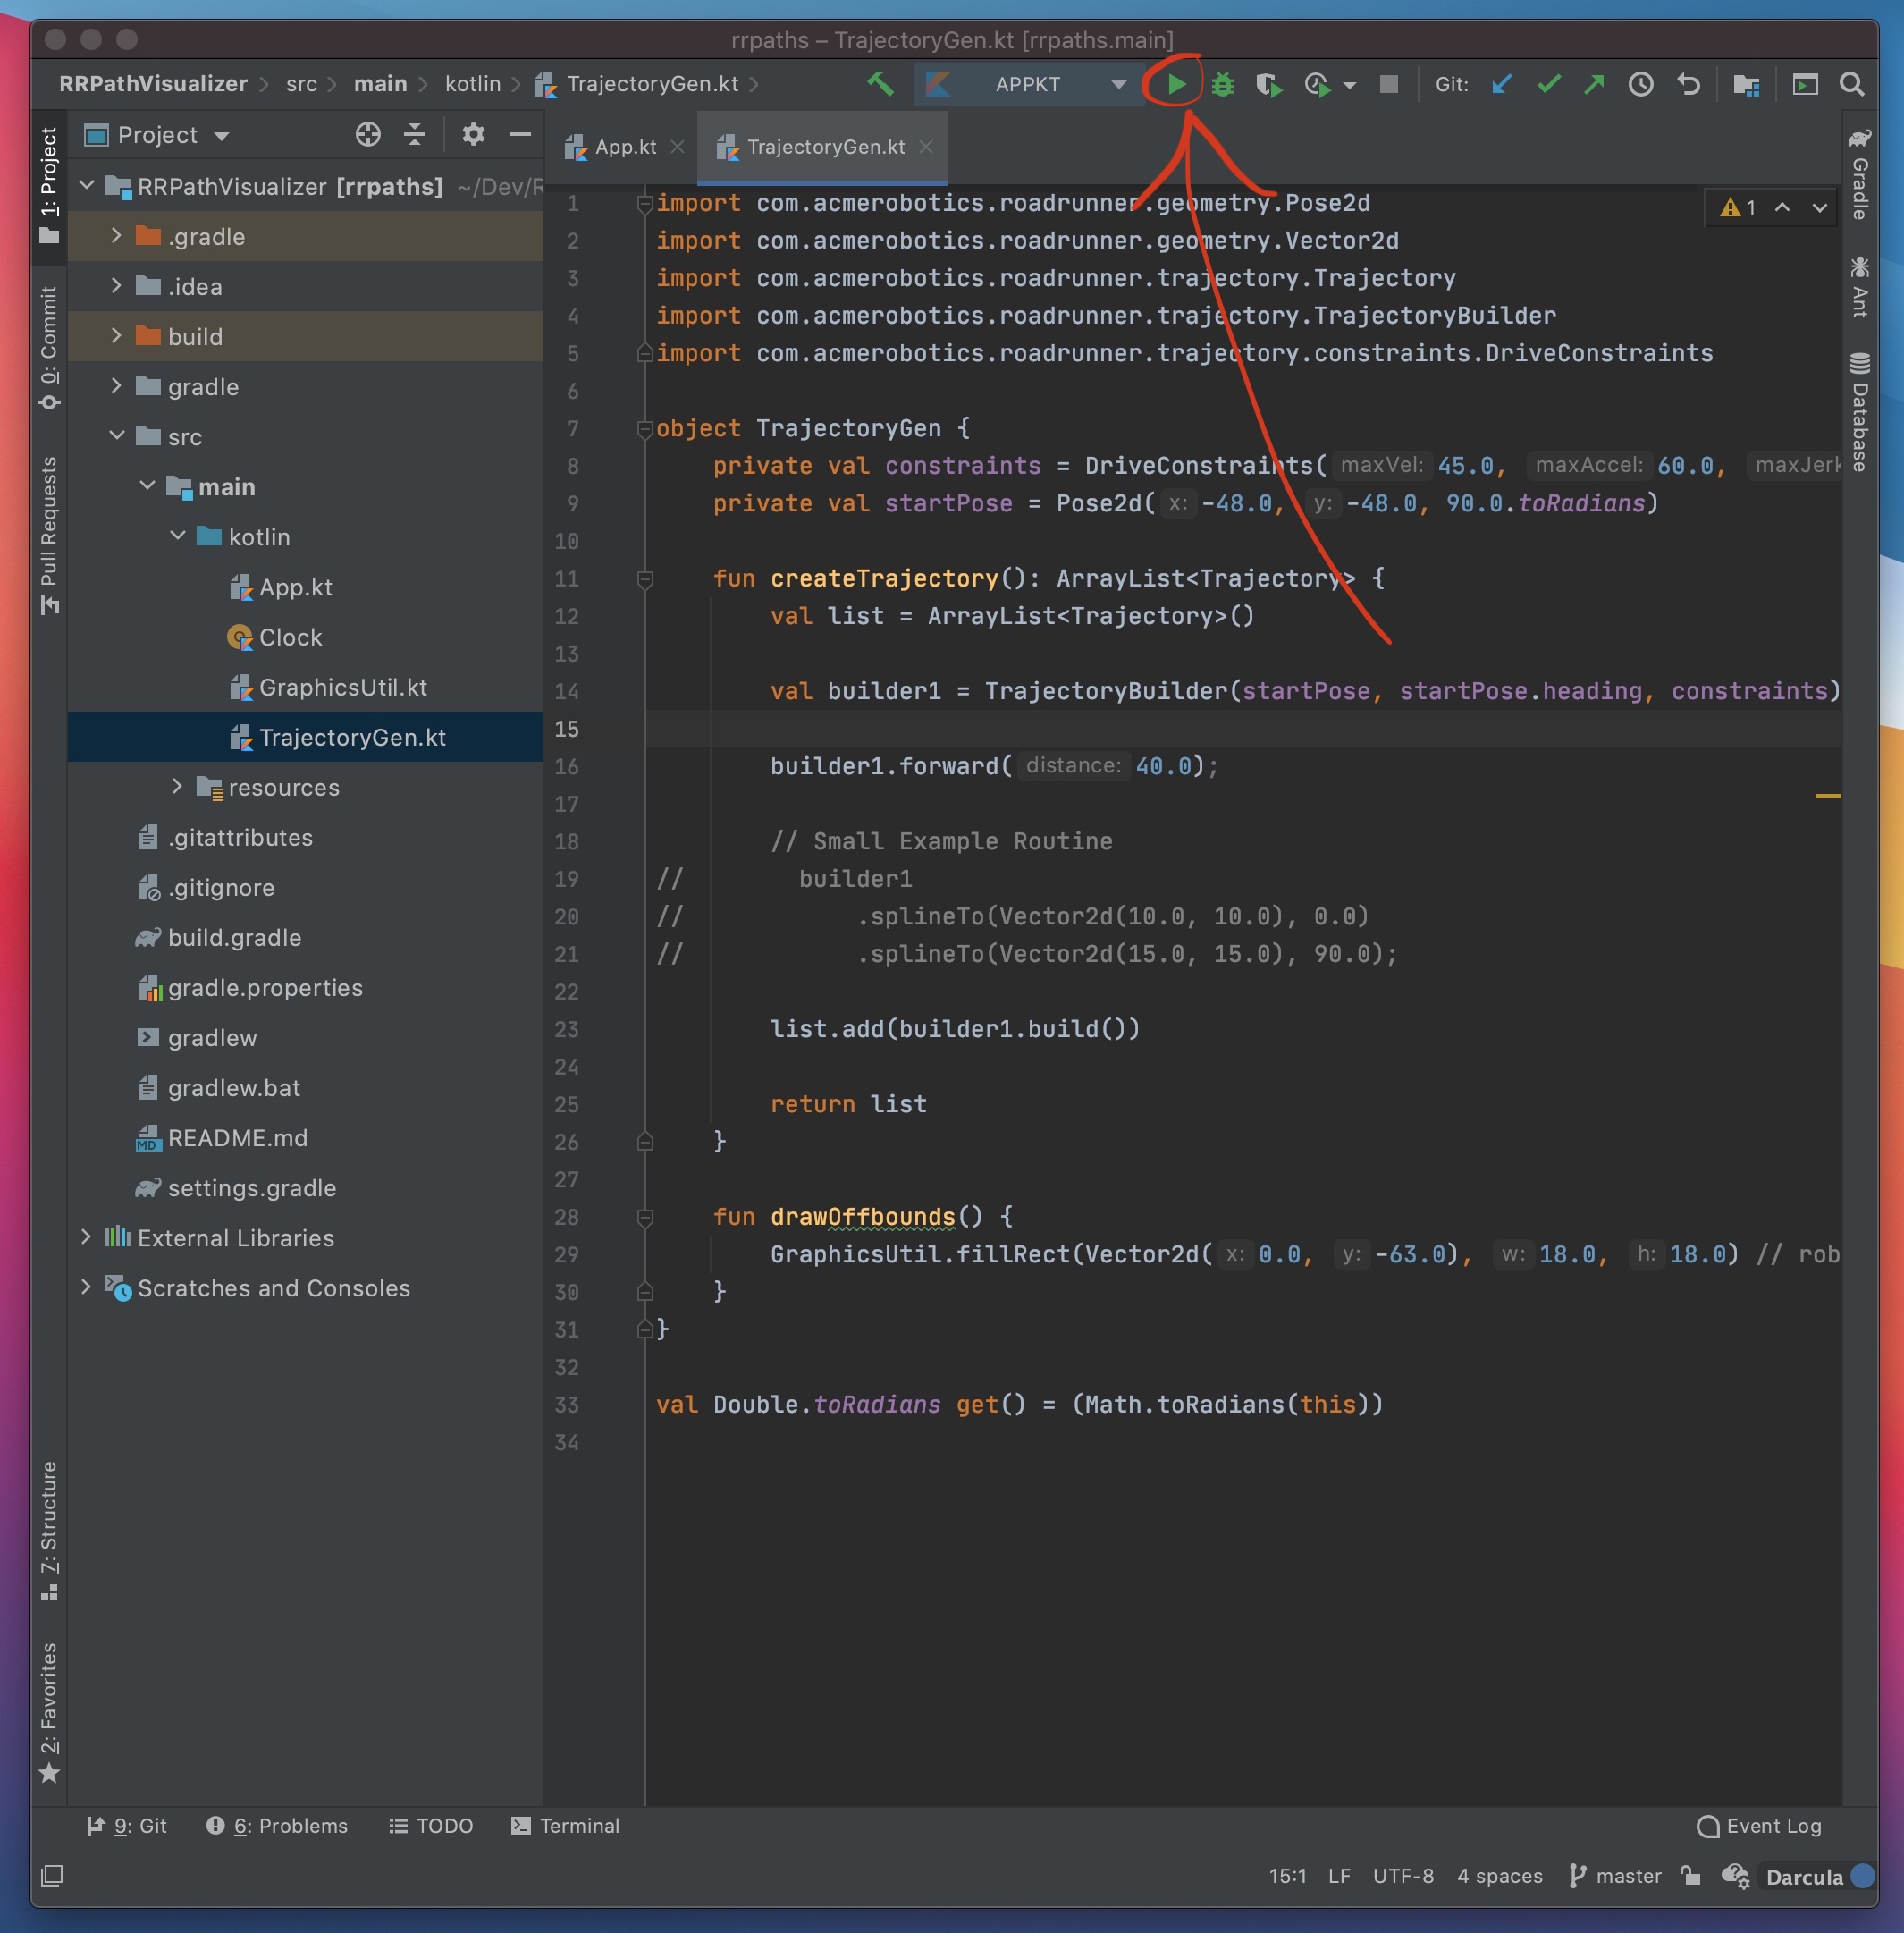 rrpaths – TrajectoryGen.kt [rrpaths.main]
RRPathVisualizer > src > main > kotlin > TrajectoryGen.kt >
APPKT
Git:
1: Project
0: Commit
Pull Requests
7: Structure
2: Favorites
Project
RRPathVisualizer [rrpaths] ~/Dev/R
.gradle
.idea
build
gradle
src
main
kotlin
App.kt
Clock
GraphicsUtil.kt
TrajectoryGen.kt
resources
.gitattributes
.gitignore
build.gradle
gradle.properties
gradlew
gradlew.bat
MD README.md
settings.gradle
External Libraries
Scratches and Consoles
App.kt TrajectoryGen.kt
1
1 import com.acmerobotics.roadrunner.geometry.Pose2d
2 import com.acmerobotics.roadrunner.geometry.Vector2d
3 import com.acmerobotics.roadrunner.trajectory.Trajectory
4 import com.acmerobotics.roadrunner.trajectory.TrajectoryBuilder
5 import com.acmerobotics.roadrunner.trajectory.constraints.DriveConstraints
6
7 object TrajectoryGen {
8     private val constraints = DriveConstraints( maxVel: 45.0, maxAccel: 60.0, maxJerk
9     private val startPose = Pose2d( x: -48.0, y: -48.0, 90.0.toRadians)
10
11     fun createTrajectory(): ArrayList<Trajectory> {
12         val list = ArrayList<Trajectory>()
13
14         val builder1 = TrajectoryBuilder(startPose, startPose.heading, constraints)
15
16         builder1.forward( distance: 40.0);
17
18         // Small Example Routine
19 //        builder1
20 //            .splineTo(Vector2d(10.0, 10.0), 0.0)
21 //            .splineTo(Vector2d(15.0, 15.0), 90.0);
22
23         list.add(builder1.build())
24
25         return list
26     }
27
28     fun drawOffbounds() {
29         GraphicsUtil.fillRect(Vector2d( x: 0.0, y: -63.0), w: 18.0, h: 18.0) // rob
30     }
31 }
32
33 val Double.toRadians get() = (Math.toRadians(this))
34
Gradle
Ant
Database
9: Git 6: Problems TODO Terminal Event Log
15:1 LF UTF-8 4 spaces master Darcula